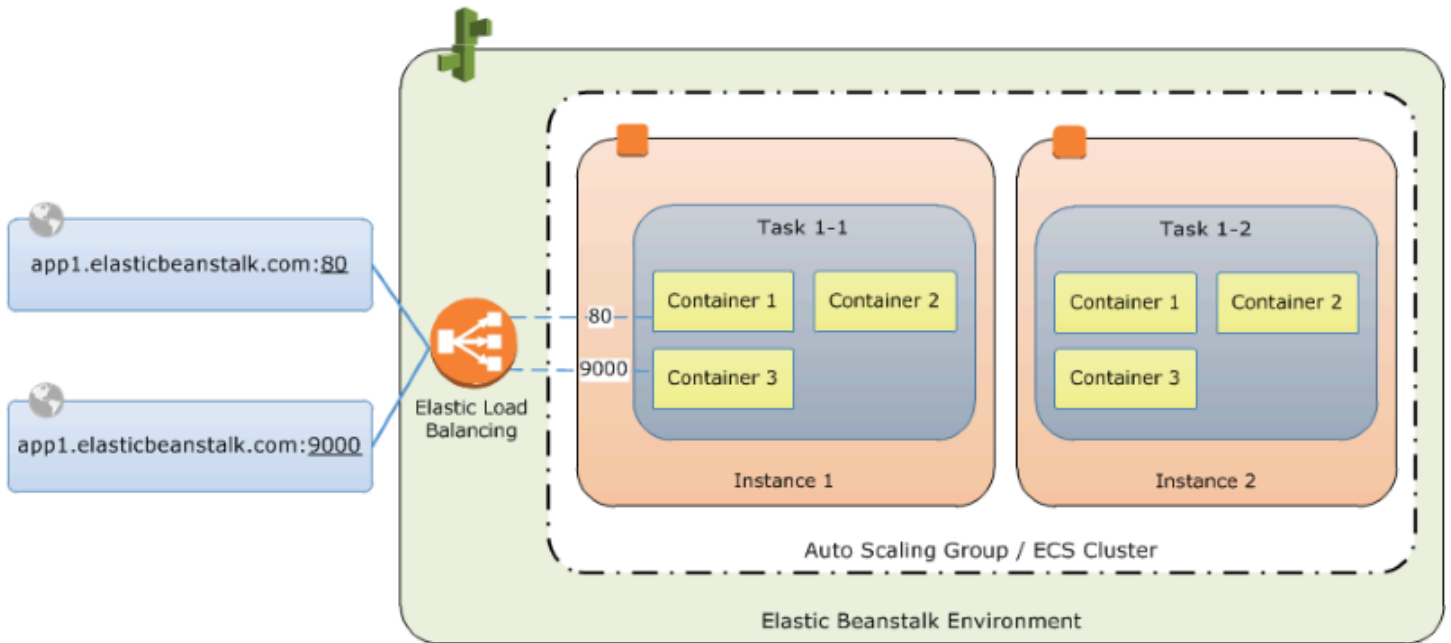 app1.elasticbeanstalk.com:80
app1.elasticbeanstalk.com:9000
Elastic Load
Balancing
80
9000
Task 1-1
Container 1
Container 2
Container 3
Instance 1
Task 1-2
Container 1
Container 2
Container 3
Instance 2
Auto Scaling Group / ECS Cluster
Elastic Beanstalk Environment